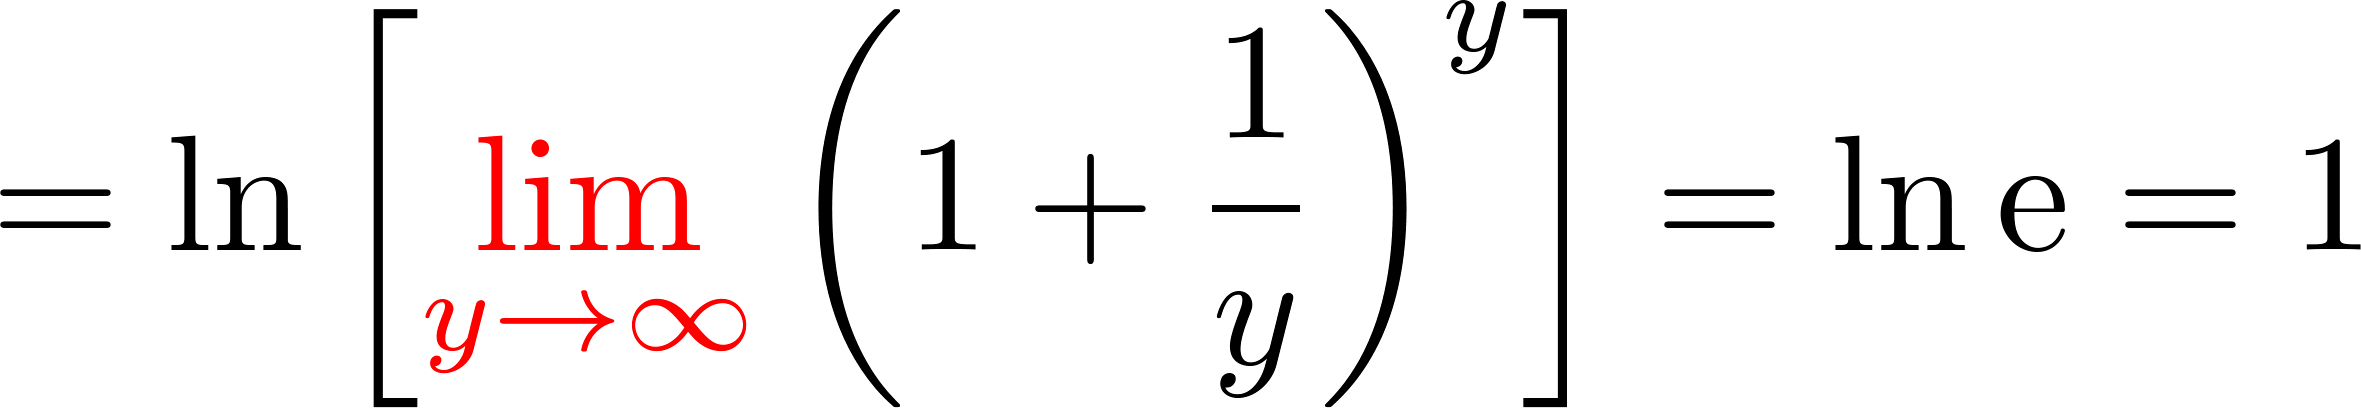 = ln [ lim_{y→∞} (1 + 1/y)^y ] = ln e = 1